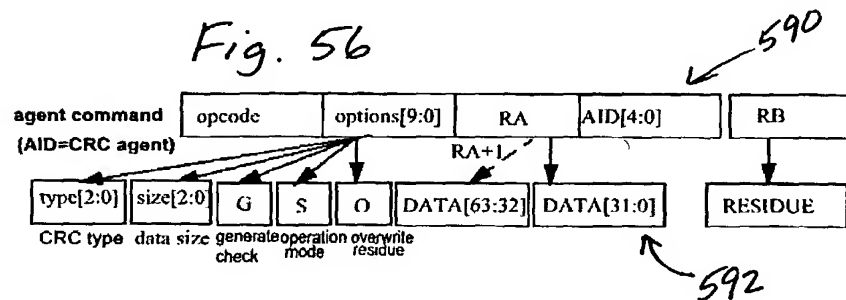 Fig. 56
590
agent command
(AID=CRC agent)
opcode options[9:0] RA AID[4:0] RB
RA+1
type[2:0] size[2:0] G S O DATA[63:32] DATA[31:0] RESIDUE
CRC type data size generate check operation mode overwrite residue
592